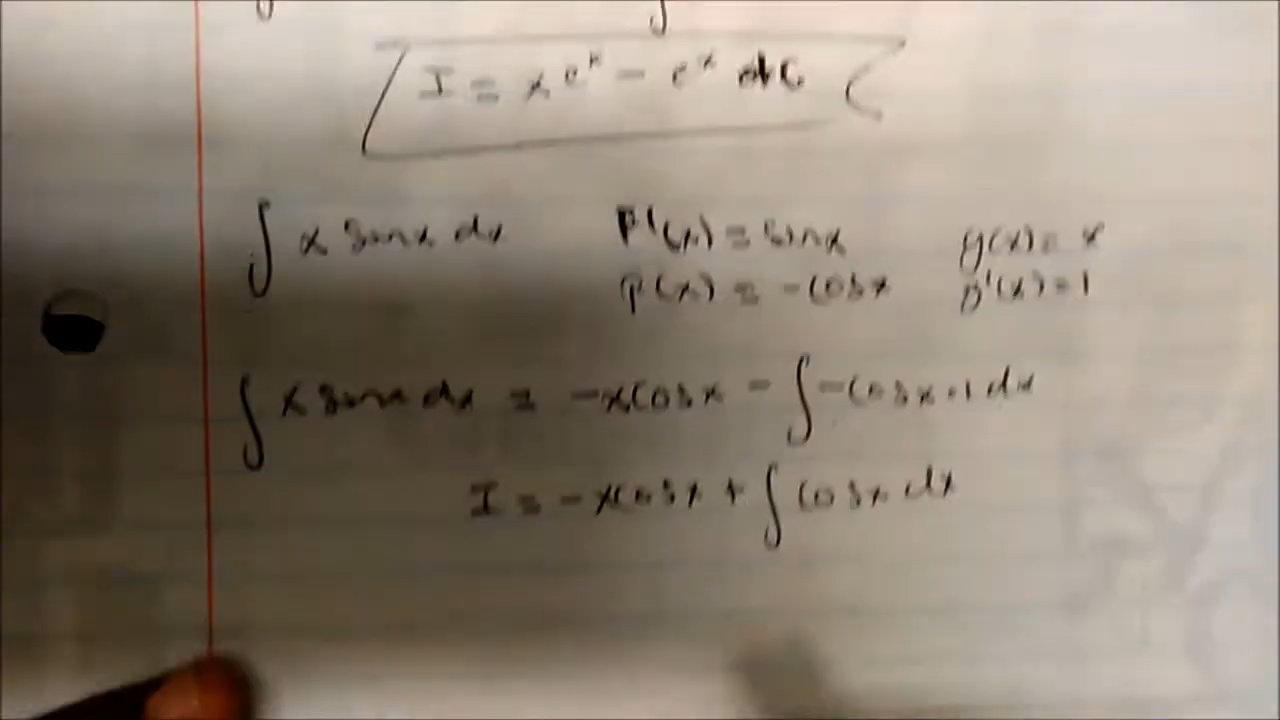 I = xe^x - e^x + C
∫ x sinx dx    f'(x) = sinx    g(x) = x
f(x) = -cosx    g'(x) = 1
∫ x sinx dx = -xcosx - ∫ -cosx·1 dx
I = -xcosx + ∫ cosx dx